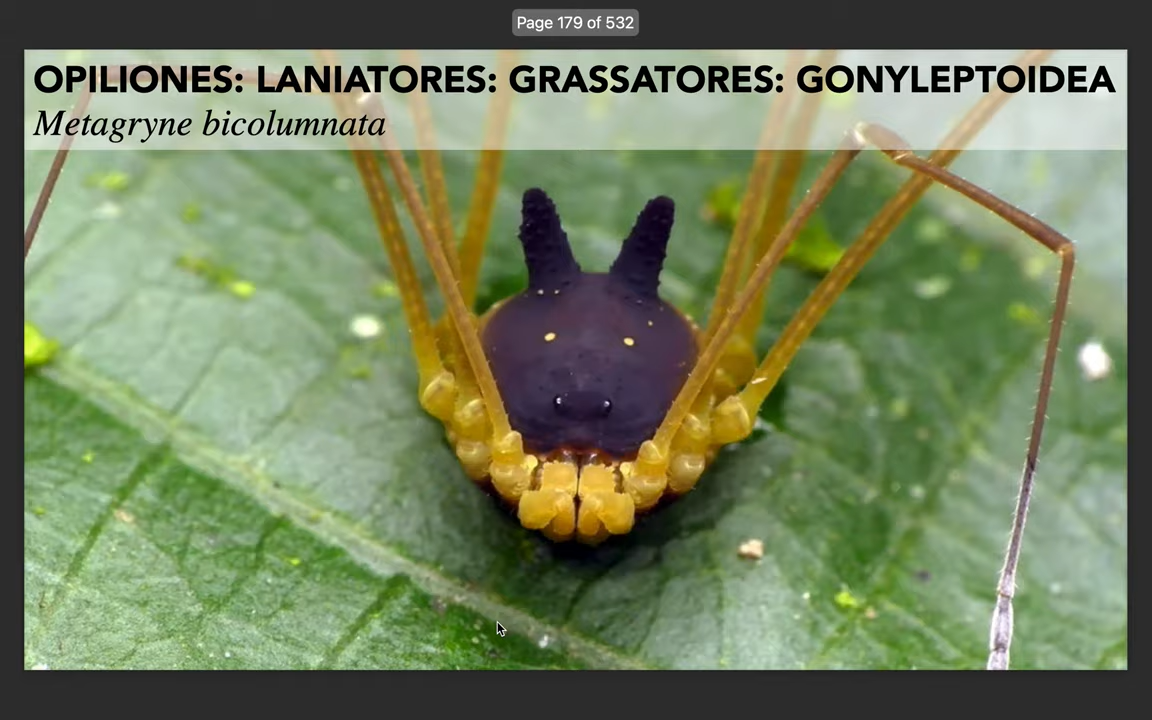 Page 179 of 532
OPILIONES: LANIATORES: GRASSATORES: GONYLEPTOIDEA
Metagryne bicolumnata